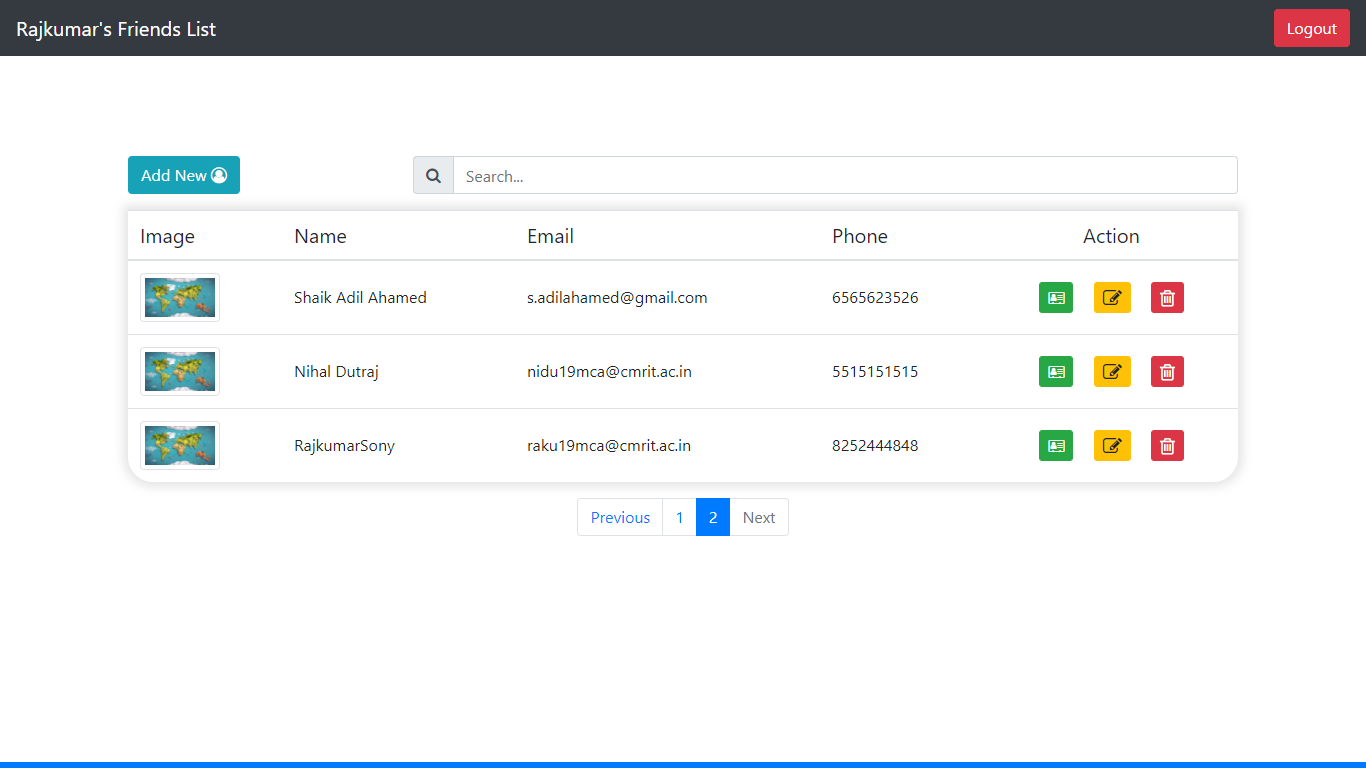 Rajkumar's Friends List Logout
Add New Search...
Image Name Email Phone Action
Shaik Adil Ahamed s.adilahamed@gmail.com 6565623526
Nihal Dutraj nidu19mca@cmrit.ac.in 5515151515
RajkumarSony raku19mca@cmrit.ac.in 8252444848
Previous 1 2 Next